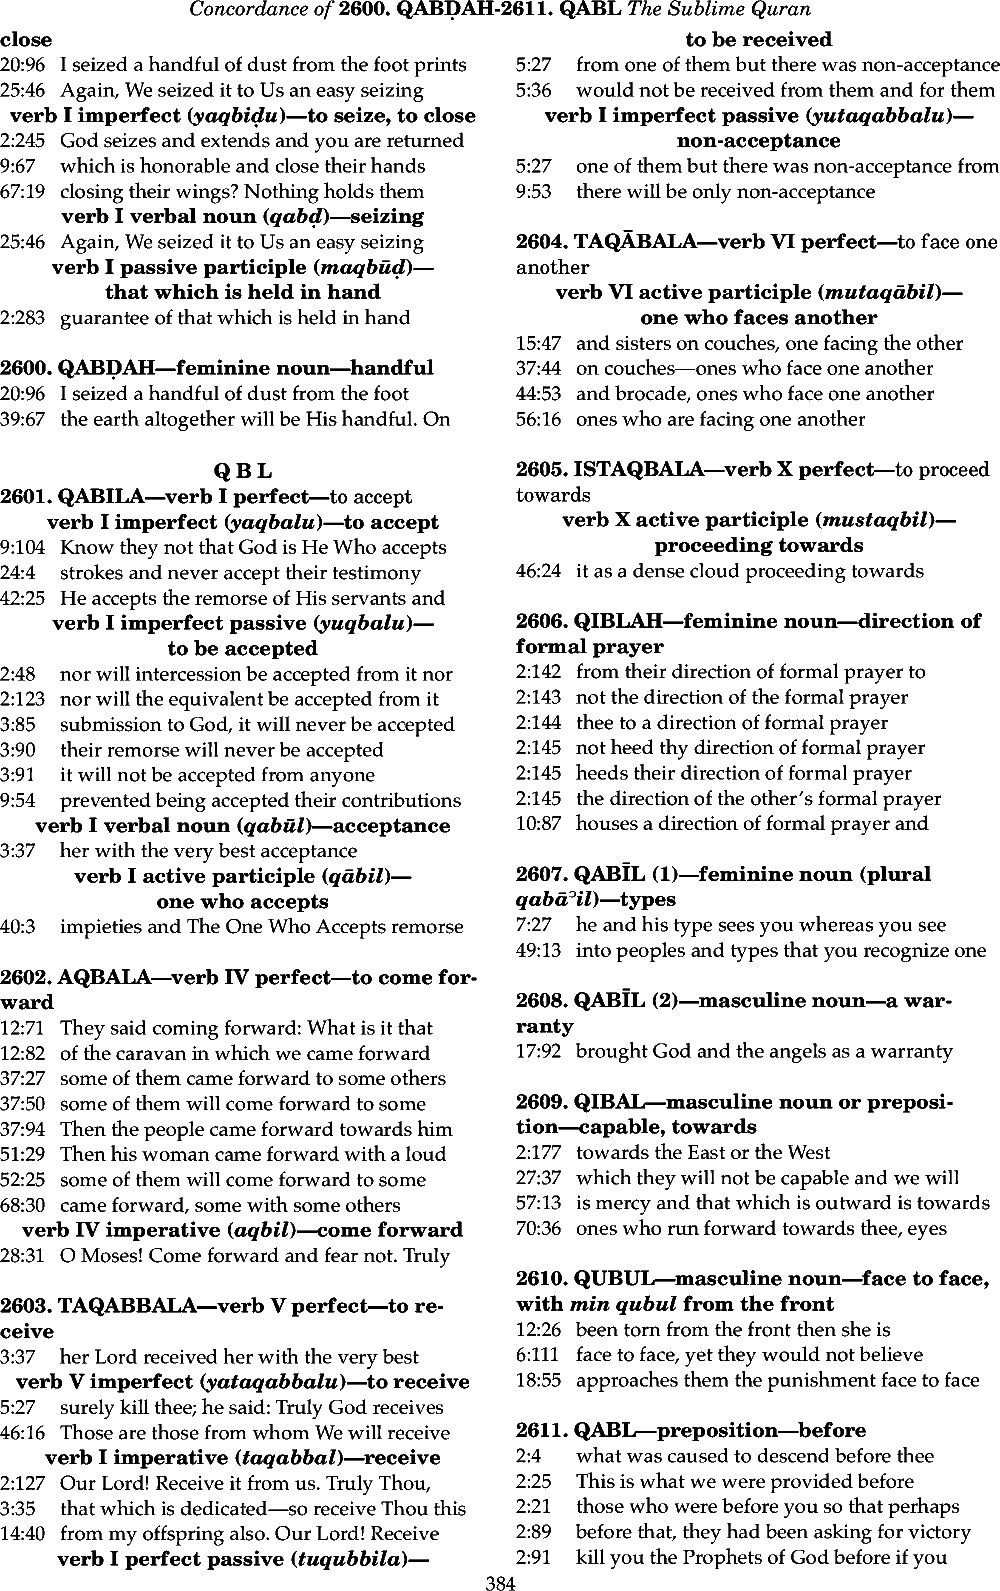 Concordance of 2600. QABḌAH-2611. QABL The Sublime Quran
close
20:96 I seized a handful of dust from the foot prints
25:46 Again, We seized it to Us an easy seizing
verb I imperfect (yaqbiḍu)—to seize, to close
2:245 God seizes and extends and you are returned
9:67 which is honorable and close their hands
67:19 closing their wings? Nothing holds them
verb I verbal noun (qabḍ)—seizing
25:46 Again, We seized it to Us an easy seizing
verb I passive participle (maqbūḍ)—
that which is held in hand
2:283 guarantee of that which is held in hand
2600. QABḌAH—feminine noun—handful
20:96 I seized a handful of dust from the foot
39:67 the earth altogether will be His handful. On
Q B L
2601. QABILA—verb I perfect—to accept
verb I imperfect (yaqbalu)—to accept
9:104 Know they not that God is He Who accepts
24:4 strokes and never accept their testimony
42:25 He accepts the remorse of His servants and
verb I imperfect passive (yuqbalu)—
to be accepted
2:48 nor will intercession be accepted from it nor
2:123 nor will the equivalent be accepted from it
3:85 submission to God, it will never be accepted
3:90 their remorse will never be accepted
3:91 it will not be accepted from anyone
9:54 prevented being accepted their contributions
verb I verbal noun (qabūl)—acceptance
3:37 her with the very best acceptance
verb I active participle (qābil)—
one who accepts
40:3 impieties and The One Who Accepts remorse
2602. AQBALA—verb IV perfect—to come for-
ward
12:71 They said coming forward: What is it that
12:82 of the caravan in which we came forward
37:27 some of them came forward to some others
37:50 some of them will come forward to some
37:94 Then the people came forward towards him
51:29 Then his woman came forward with a loud
52:25 some of them will come forward to some
68:30 came forward, some with some others
verb IV imperative (aqbil)—come forward
28:31 O Moses! Come forward and fear not. Truly
2603. TAQABBALA—verb V perfect—to re-
ceive
3:37 her Lord received her with the very best
verb V imperfect (yataqabbalu)—to receive
5:27 surely kill thee; he said: Truly God receives
46:16 Those are those from whom We will receive
verb I imperative (taqabbal)—receive
2:127 Our Lord! Receive it from us. Truly Thou,
3:35 that which is dedicated—so receive Thou this
14:40 from my offspring also. Our Lord! Receive
verb I perfect passive (tuqubbila)—
to be received
5:27 from one of them but there was non-acceptance
5:36 would not be received from them and for them
verb I imperfect passive (yutaqabbalu)—
non-acceptance
5:27 one of them but there was non-acceptance from
9:53 there will be only non-acceptance
2604. TAQĀBALA—verb VI perfect—to face one
another
verb VI active participle (mutaqābil)—
one who faces another
15:47 and sisters on couches, one facing the other
37:44 on couches—ones who face one another
44:53 and brocade, ones who face one another
56:16 ones who are facing one another
2605. ISTAQBALA—verb X perfect—to proceed
towards
verb X active participle (mustaqbil)—
proceeding towards
46:24 it as a dense cloud proceeding towards
2606. QIBLAH—feminine noun—direction of
formal prayer
2:142 from their direction of formal prayer to
2:143 not the direction of the formal prayer
2:144 thee to a direction of formal prayer
2:145 not heed thy direction of formal prayer
2:145 heeds their direction of formal prayer
2:145 the direction of the other's formal prayer
10:87 houses a direction of formal prayer and
2607. QABĪL (1)—feminine noun (plural
qabāʾil)—types
7:27 he and his type sees you whereas you see
49:13 into peoples and types that you recognize one
2608. QABĪL (2)—masculine noun—a war-
ranty
17:92 brought God and the angels as a warranty
2609. QIBAL—masculine noun or preposi-
tion—capable, towards
2:177 towards the East or the West
27:37 which they will not be capable and we will
57:13 is mercy and that which is outward is towards
70:36 ones who run forward towards thee, eyes
2610. QUBUL—masculine noun—face to face,
with min qubul from the front
12:26 been torn from the front then she is
6:111 face to face, yet they would not believe
18:55 approaches them the punishment face to face
2611. QABL—preposition—before
2:4 what was caused to descend before thee
2:25 This is what we were provided before
2:21 those who were before you so that perhaps
2:89 before that, they had been asking for victory
2:91 kill you the Prophets of God before if you
384